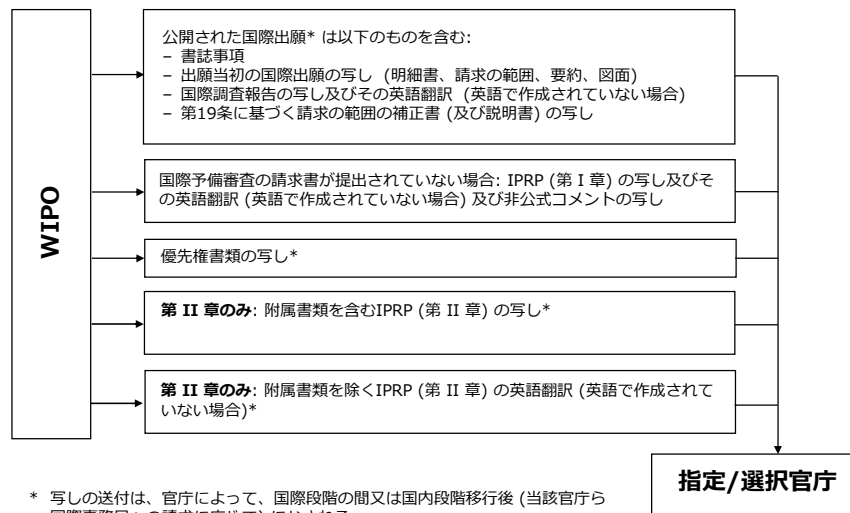 公開された国際出願* は以下のものを含む:
– 書誌事項
– 出願当初の国際出願の写し (明細書、請求の範囲、要約、図面)
– 国際調査報告の写し及びその英語翻訳 (英語で作成されていない場合)
– 第19条に基づく請求の範囲の補正書 (及び説明書) の写し
WIPO
国際予備審査の請求書が提出されていない場合: IPRP (第 I 章) の写し及びそ
の英語翻訳 (英語で作成されていない場合) 及び非公式コメントの写し
優先権書類の写し*
第 II 章のみ: 附属書類を含むIPRP (第 II 章) の写し*
第 II 章のみ: 附属書類を除くIPRP (第 II 章) の英語翻訳 (英語で作成されて
いない場合)*
指定/選択官庁
* 写しの送付は、官庁によって、国際段階の間又は国内段階移行後 (当該官庁ら